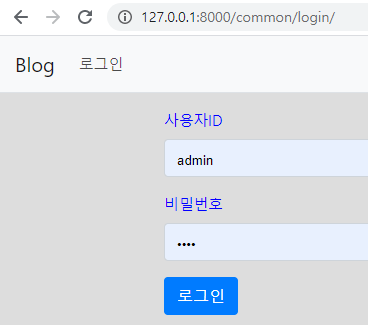 127.0.0.1:8000/common/login/
Blog 로그인
사용자ID
admin
비밀번호
••••
로그인